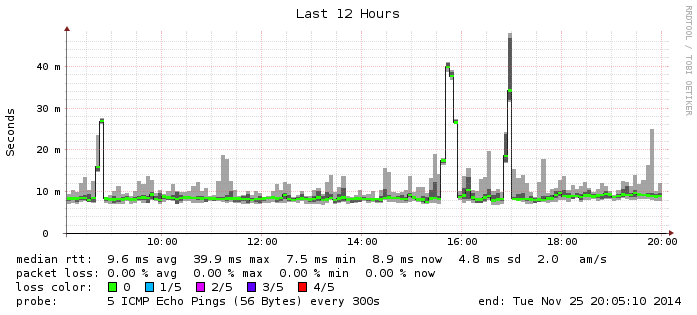 Last 12 Hours
RRDTOOL / TOBI OETIKER
Seconds
40 m
30 m
20 m
10 m
0
10:00 12:00 14:00 16:00 18:00 20:00
median rtt: 9.6 ms avg 39.9 ms max 7.5 ms min 8.9 ms now 4.8 ms sd 2.0 am/s
packet loss: 0.00 % avg 0.00 % max 0.00 % min 0.00 % now
loss color: 0 1/5 2/5 3/5 4/5
probe: 5 ICMP Echo Pings (56 Bytes) every 300s end: Tue Nov 25 20:05:10 2014